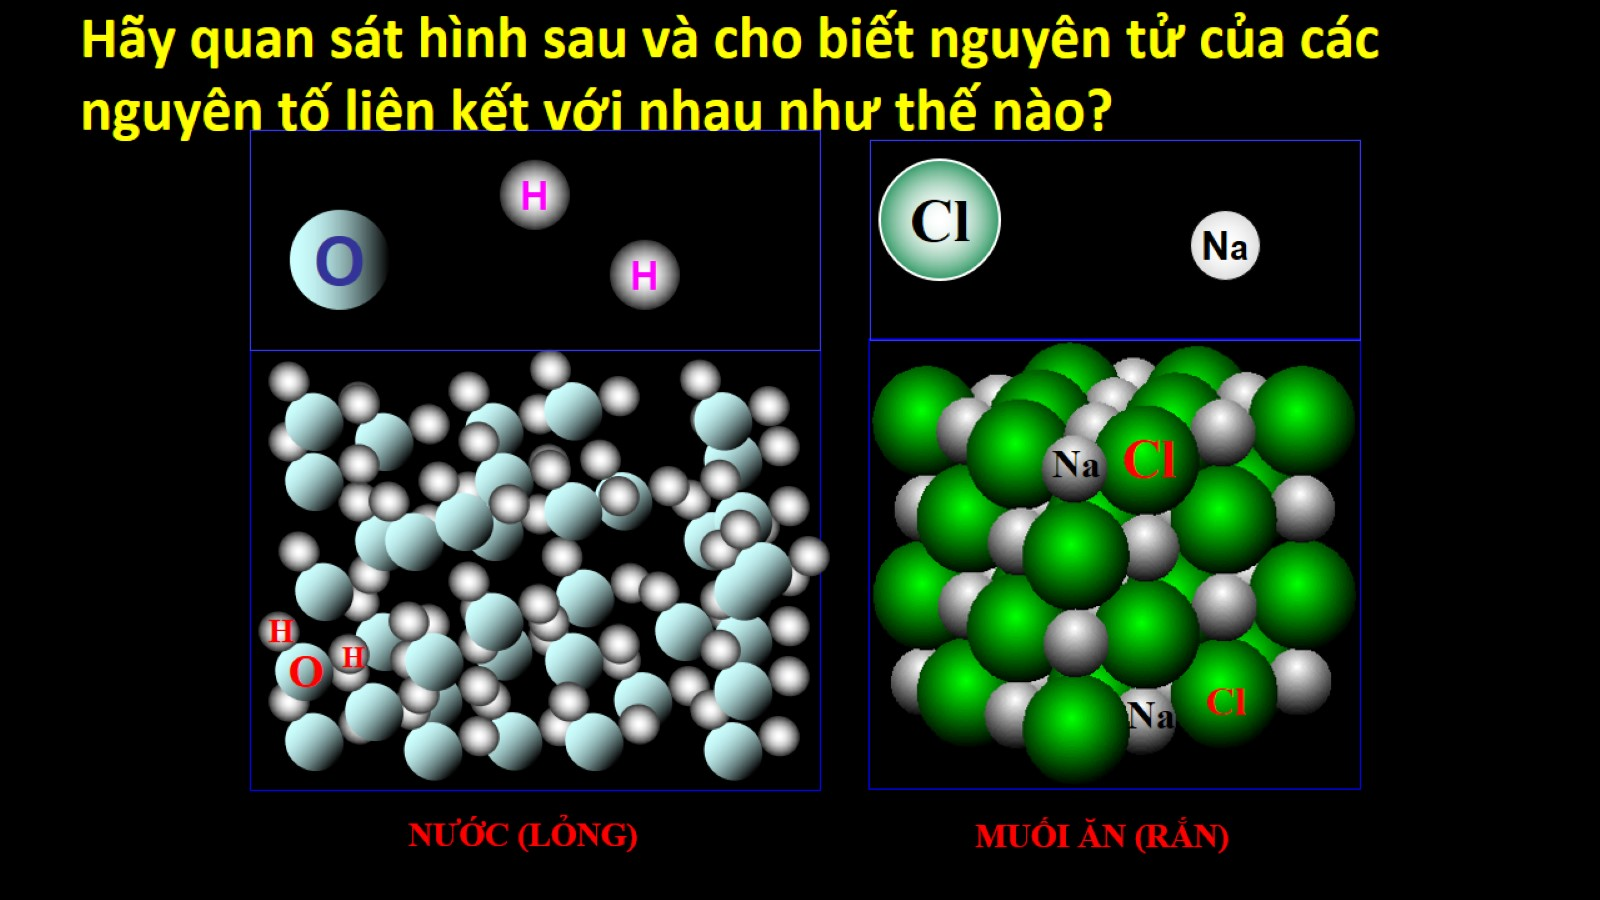 Hãy quan sát hình sau và cho biết nguyên tử của các
nguyên tố liên kết với nhau như thế nào?
H
O
H
Cl
Na
Na
Cl
H
H
O
Na
Cl
NƯỚC (LỎNG)
MUỐI ĂN (RẮN)